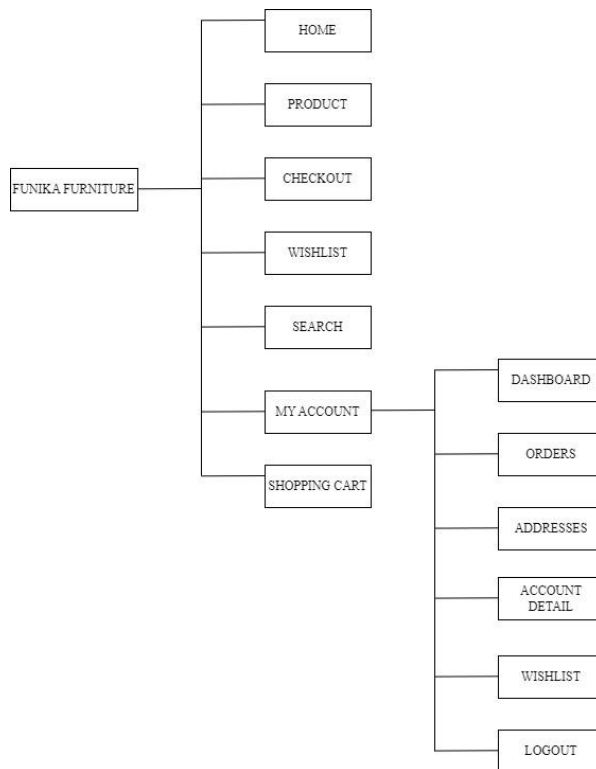 HOME
PRODUCT
FUNIKA FURNITURE
CHECKOUT
WISHLIST
SEARCH
MY ACCOUNT
SHOPPING CART
DASHBOARD
ORDERS
ADDRESSES
ACCOUNT
DETAIL
WISHLIST
LOGOUT